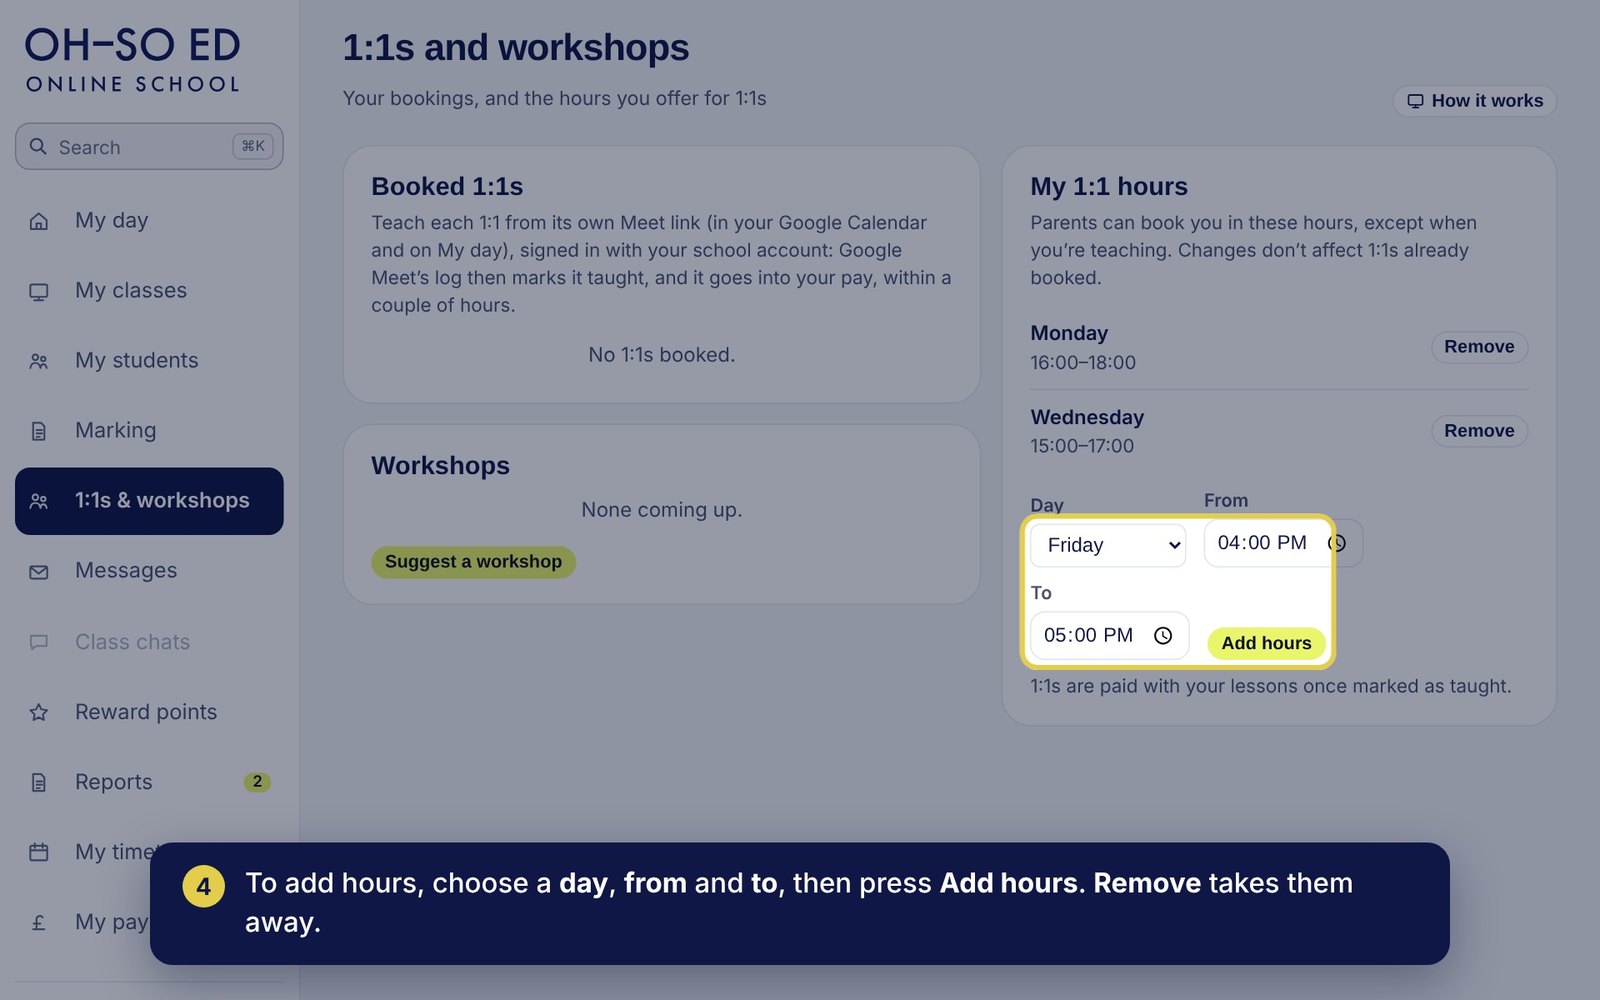 OH–SO ED
ONLINE SCHOOL
Search
⌘K
My day
My classes
My students
Marking
1:1s & workshops
Messages
Class chats
Reward points
Reports
2
My timet
My pay
1:1s and workshops
Your bookings, and the hours you offer for 1:1s
How it works
Booked 1:1s
Teach each 1:1 from its own Meet link (in your Google Calendar
and on My day), signed in with your school account: Google
Meet’s log then marks it taught, and it goes into your pay, within a
couple of hours.
No 1:1s booked.
Workshops
None coming up.
Suggest a workshop
My 1:1 hours
Parents can book you in these hours, except when
you’re teaching. Changes don’t affect 1:1s already
booked.
Monday
16:00–18:00
Remove
Wednesday
15:00–17:00
Remove
Day
From
Friday
04:00 PM
To
05:00 PM
Add hours
1:1s are paid with your lessons once marked as taught.
4
To add hours, choose a day, from and to, then press Add hours. Remove takes them
away.